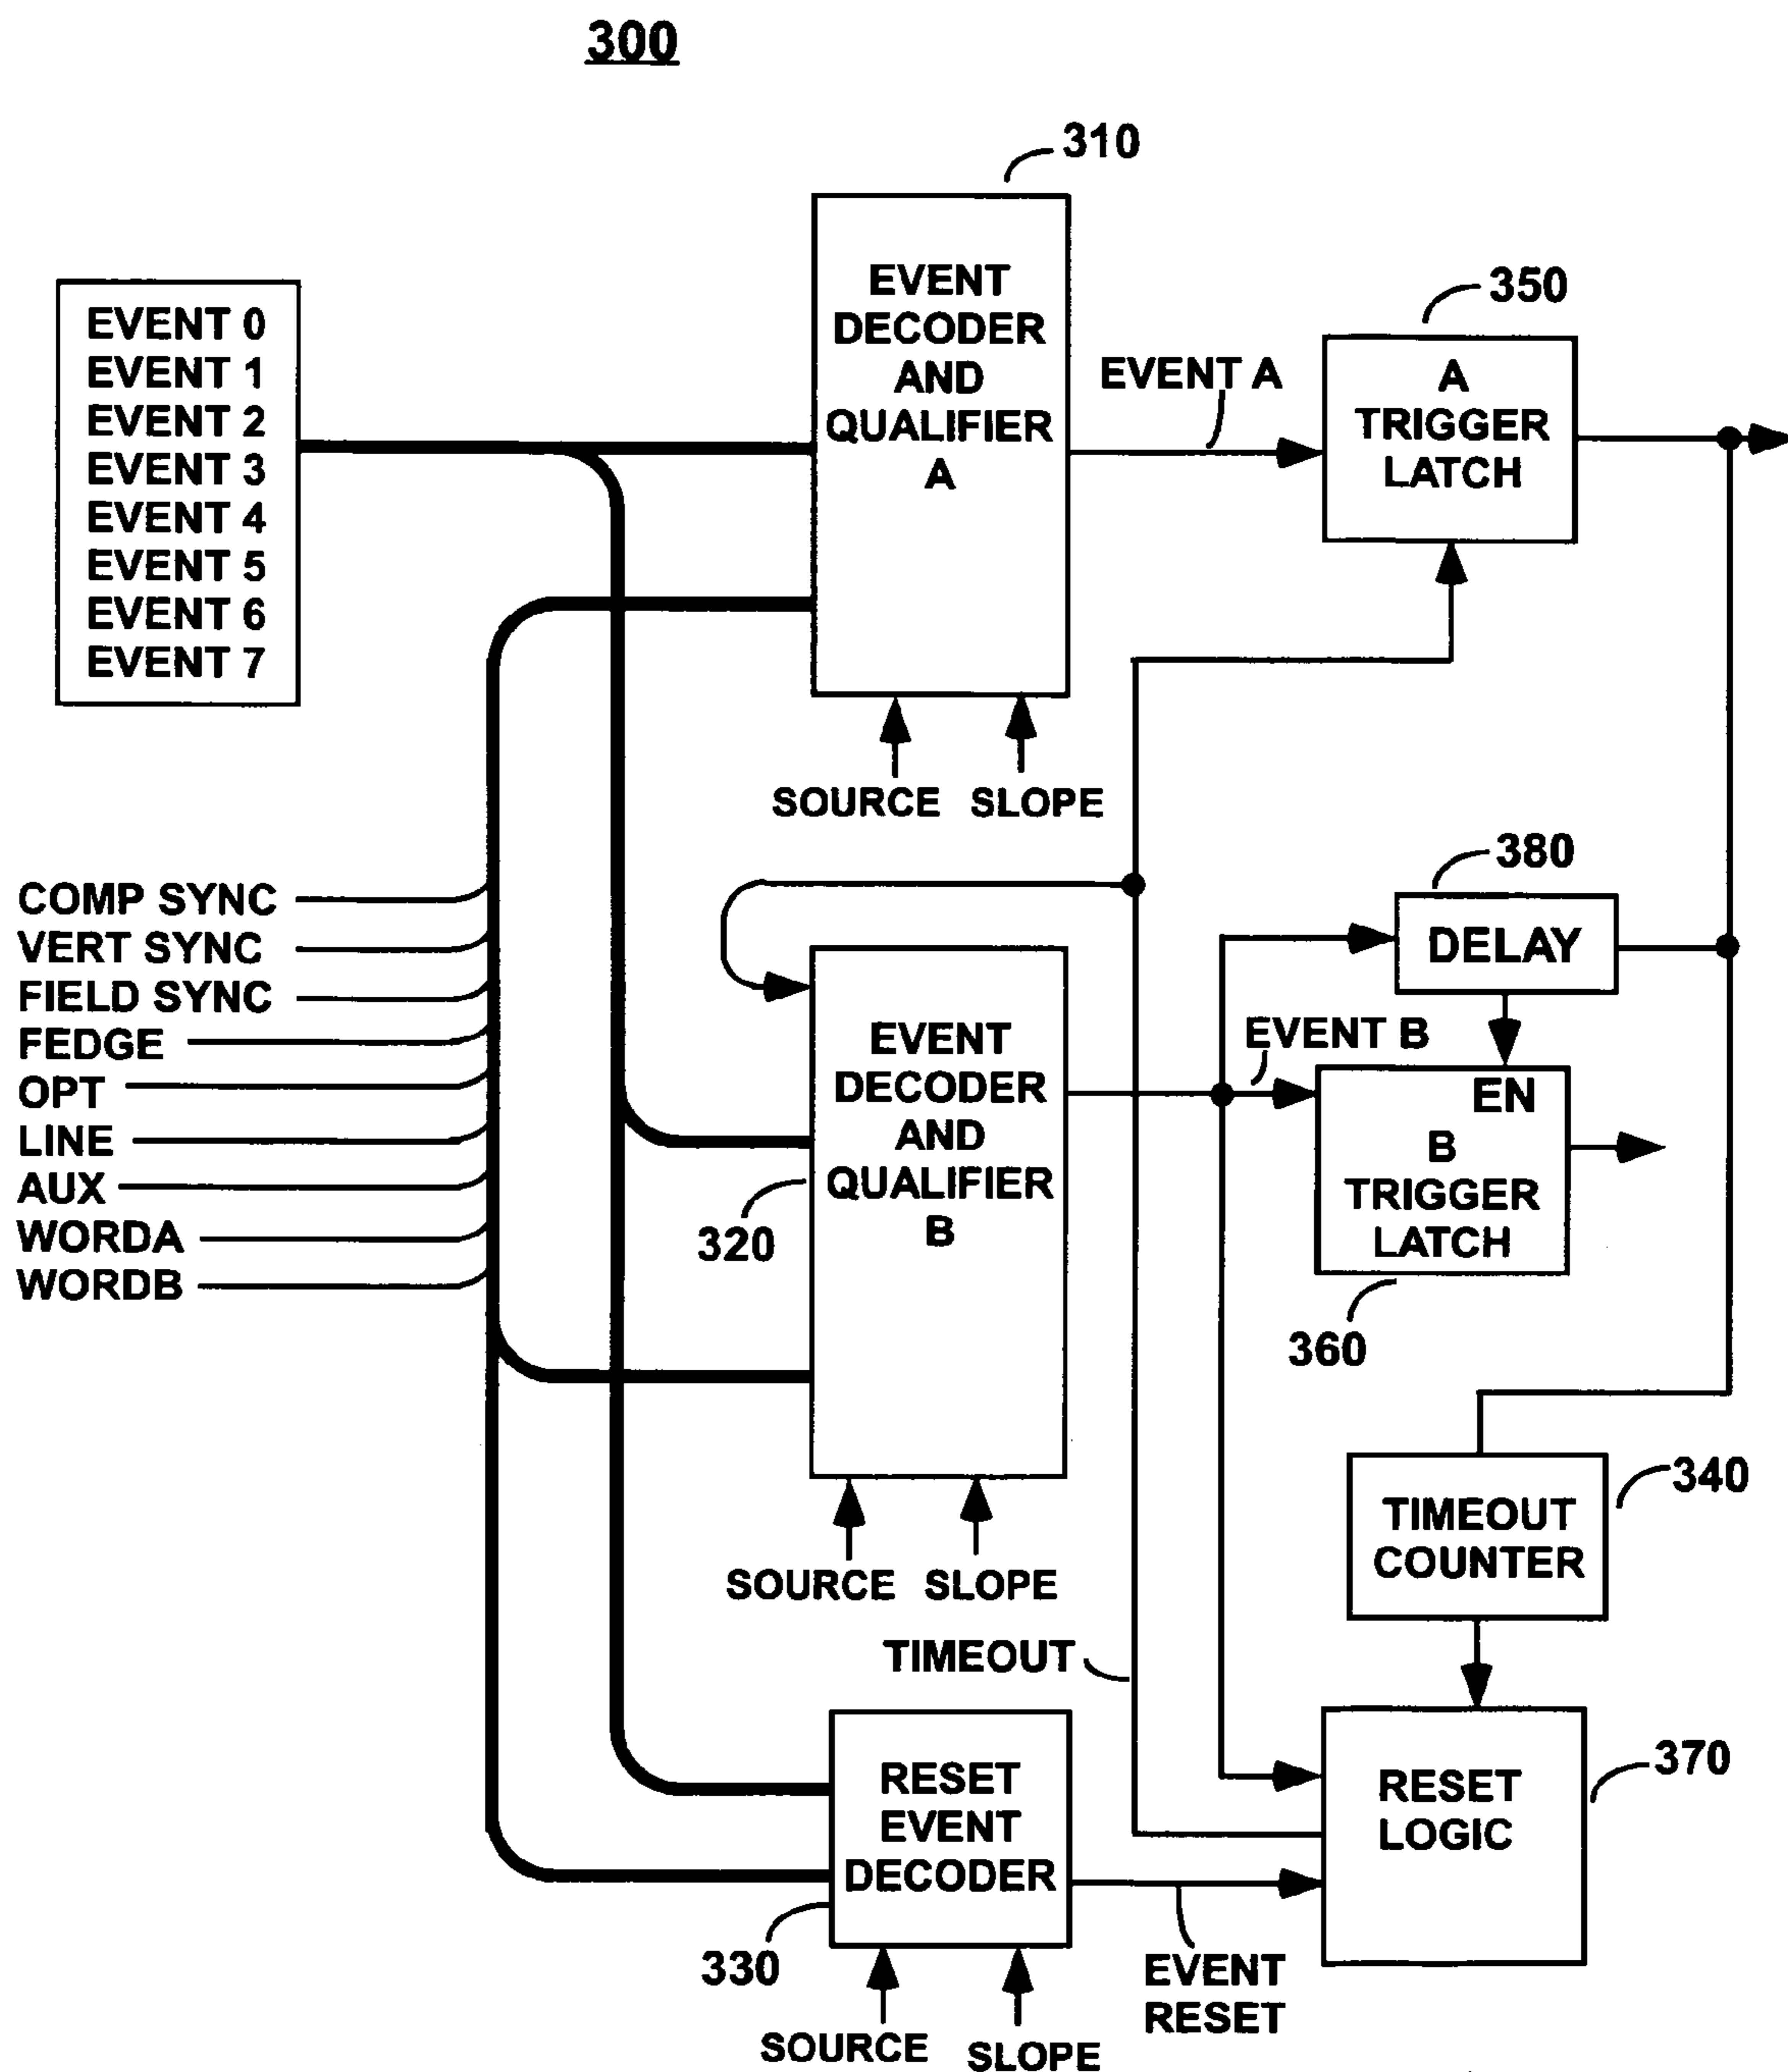 300
310
EVENT
DECODER
AND
QUALIFIER
A
350
A
TRIGGER
LATCH
EVENT A
EVENT 0
EVENT 1
EVENT 2
EVENT 3
EVENT 4
EVENT 5
EVENT 6
EVENT 7
SOURCE
SLOPE
COMP SYNC
VERT SYNC
FIELD SYNC
FEDGE
OPT
LINE
AUX
WORDA
WORDB
380
DELAY
EVENT B
EVENT
DECODER
AND
QUALIFIER
B
320
EN
B
TRIGGER
LATCH
360
SOURCE
SLOPE
340
TIMEOUT
COUNTER
TIMEOUT
RESET
EVENT
DECODER
330
370
RESET
LOGIC
EVENT
RESET
SOURCE
SLOPE